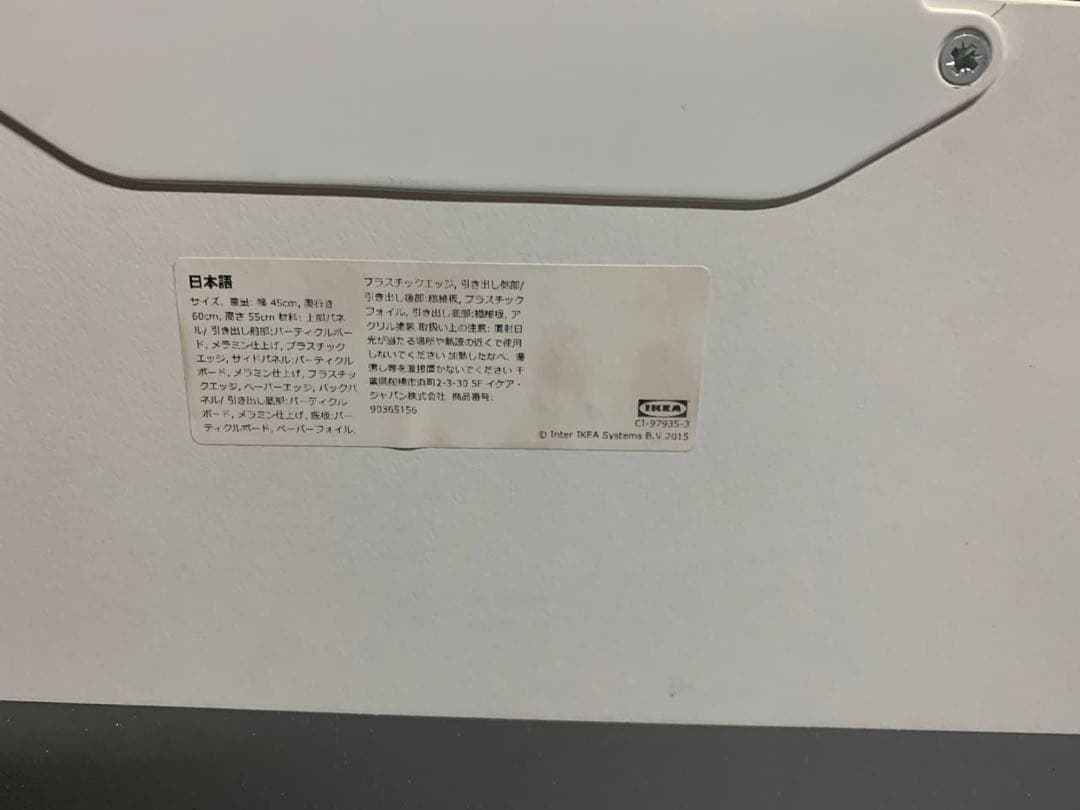 日本語
サイズ、重量: 幅 45cm, 奥行き
60cm, 高さ 55cm 材料: 上部パネ
ル/ 引き出し前部:パーティクルボー
ド, メラミン仕上げ, プラスチック
エッジ, サイドパネル:パーティクル
ボード, メラミン仕上げ, プラスチッ
クエッジ, ペーパーエッジ, バックパ
ネル/ 引き出し底部:パーティクル
ボード, メラミン仕上げ, 底板:パー
ティクルボード, ペーパーフォイル,
プラスチックエッジ, 引き出し側部/
引き出し後部:繊維板, プラスチック
フォイル, 引き出し底部:繊維板, ア
クリル塗装 取扱い上の注意: 直射日
光が当たる場所や熱源の近くで使用
しないでください 加熱したなべ、湯
沸し等を直接置かないでください 千
葉県船橋市浜町2-3-30 5F イケア・
ジャパン株式会社 商品番号:
90365156
IKEA
CI-97935-3
© Inter IKEA Systems B.V 2015